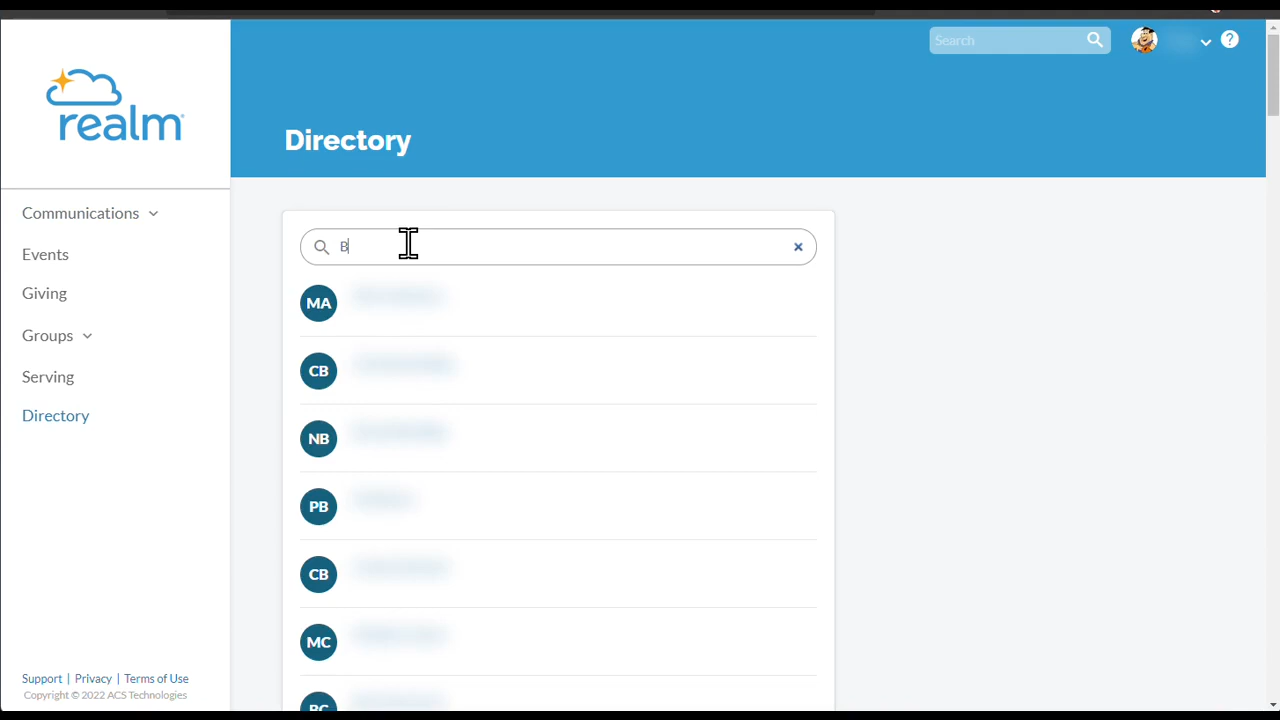 Search
?
realm
Directory
Communications
B
Events
Giving
MA
Groups
CB
Serving
Directory
NB
PB
CB
MC
BC
Support | Privacy | Terms of Use
Copyright © 2022 ACS Technologies